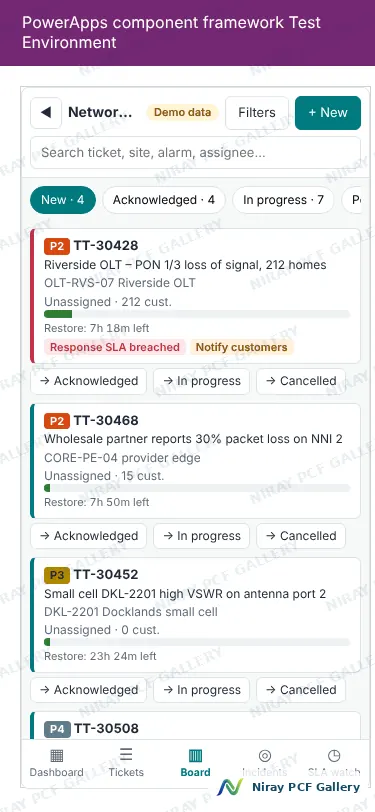 PowerApps component framework Test
Environment
◀ Networ... Demo data Filters + New
Search ticket, site, alarm, assignee...
New · 4 Acknowledged · 4 In progress · 7
P2 TT-30428
Riverside OLT – PON 1/3 loss of signal, 212 homes
OLT-RVS-07 Riverside OLT
Unassigned · 212 cust.
Restore: 7h 18m left
Response SLA breached Notify customers
→ Acknowledged → In progress → Cancelled
P2 TT-30468
Wholesale partner reports 30% packet loss on NNI 2
CORE-PE-04 provider edge
Unassigned · 15 cust.
Restore: 7h 50m left
→ Acknowledged → In progress → Cancelled
P3 TT-30452
Small cell DKL-2201 high VSWR on antenna port 2
DKL-2201 Docklands small cell
Unassigned · 0 cust.
Restore: 23h 24m left
→ Acknowledged → In progress → Cancelled
P4 TT-30508
Dashboard Tickets Board Incidents SLA watch
Niray PCF Gallery
NIRAY PCF GALLERY